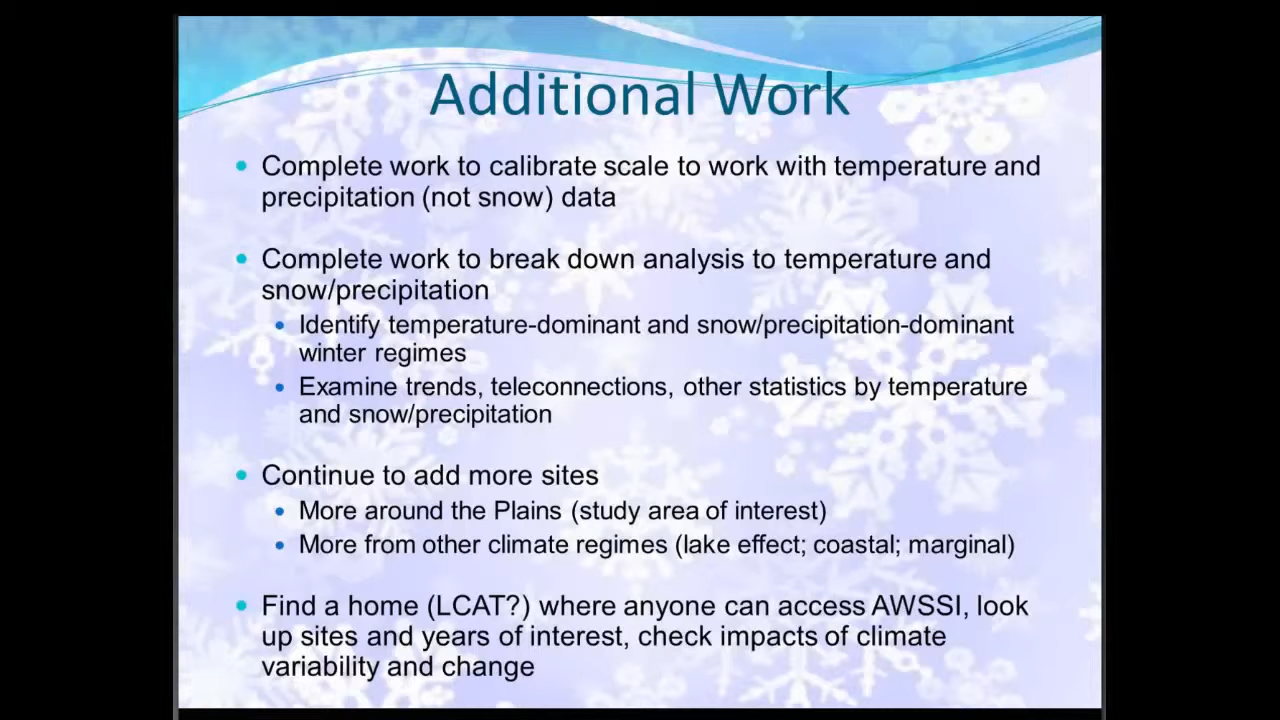 Additional Work
• Complete work to calibrate scale to work with temperature and
precipitation (not snow) data
• Complete work to break down analysis to temperature and
snow/precipitation
• Identify temperature-dominant and snow/precipitation-dominant
winter regimes
• Examine trends, teleconnections, other statistics by temperature
and snow/precipitation
• Continue to add more sites
• More around the Plains (study area of interest)
• More from other climate regimes (lake effect; coastal; marginal)
• Find a home (LCAT?) where anyone can access AWSSI, look
up sites and years of interest, check impacts of climate
variability and change